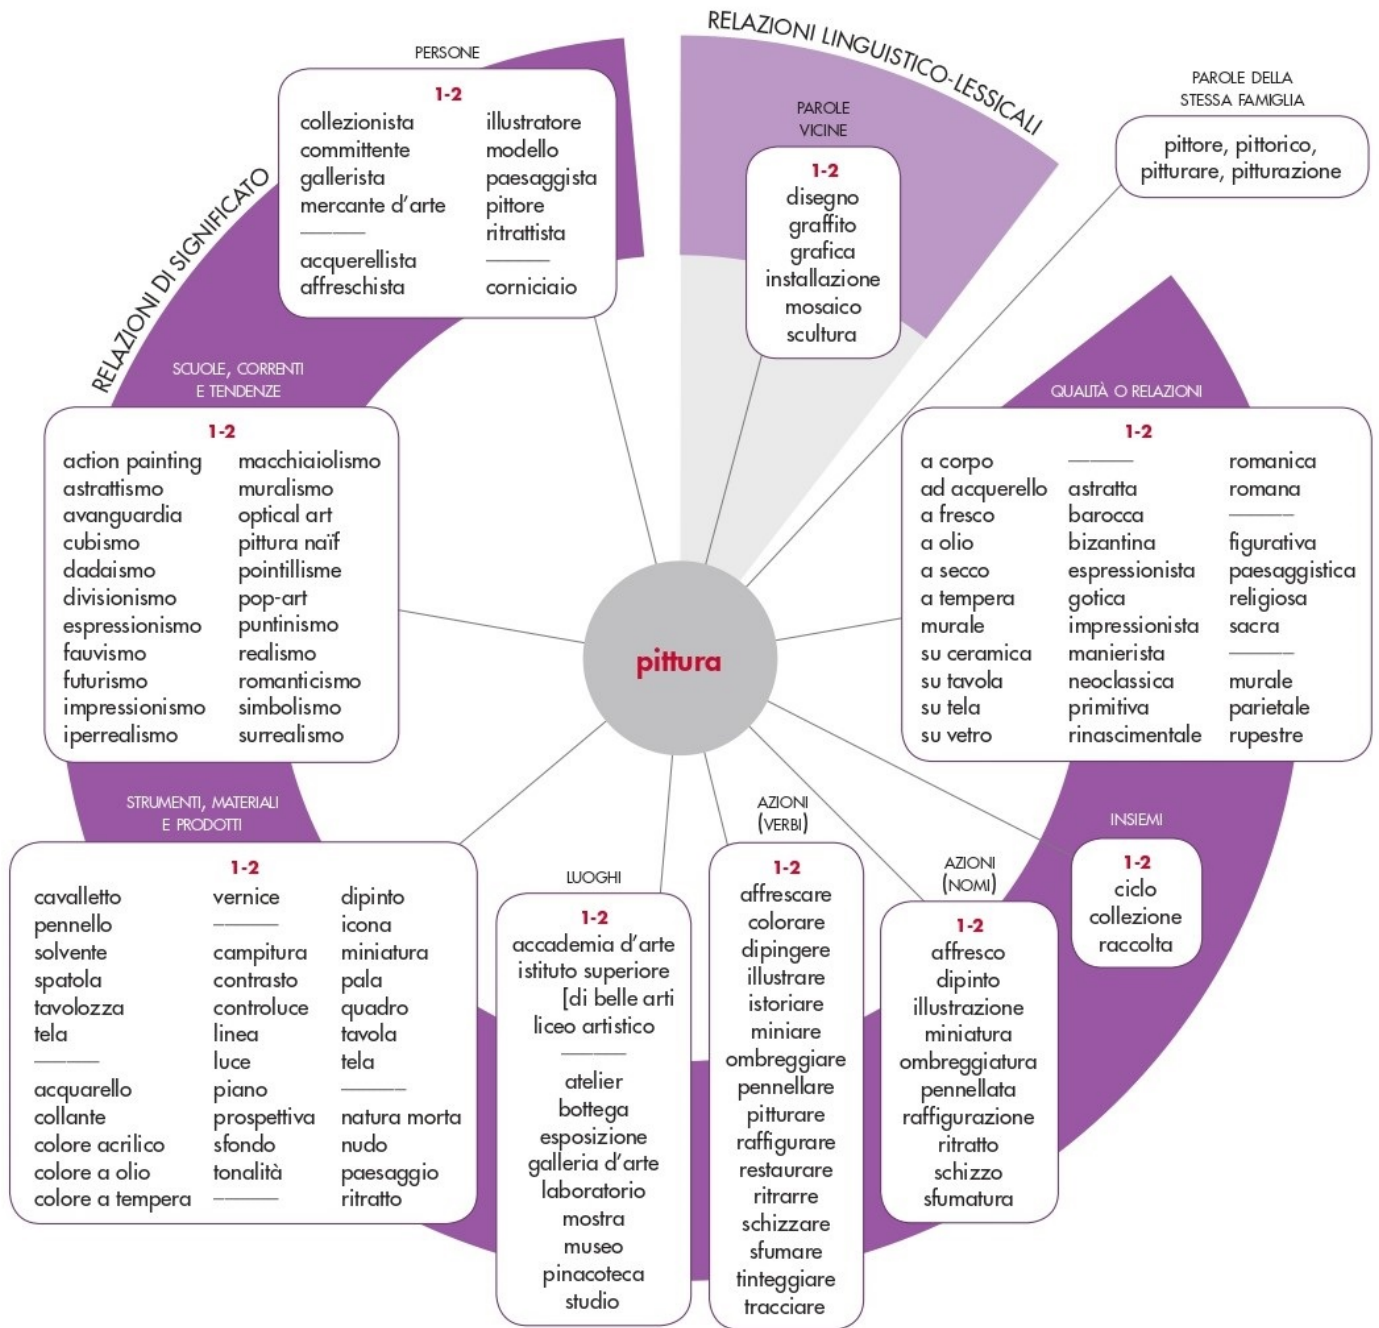 RELAZIONI LINGUISTICO-LESSICALI
RELAZIONI DI SIGNIFICATO
PERSONE
1-2
collezionista
committente
gallerista
mercante d'arte
———
acquerellista
affreschista
illustratore
modello
paesaggista
pittore
ritrattista
———
corniciaio
PAROLE
VICINE
1-2
disegno
graffito
grafica
installazione
mosaico
scultura
PAROLE DELLA
STESSA FAMIGLIA
pittore, pittorico,
pitturare, pitturazione
SCUOLE, CORRENTI
E TENDENZE
1-2
action painting
astrattismo
avanguardia
cubismo
dadaismo
divisionismo
espressionismo
fauvismo
futurismo
impressionismo
iperrealismo
macchiaiolismo
muralismo
optical art
pittura naïf
pointillisme
pop-art
puntinismo
realismo
romanticismo
simbolismo
surrealismo
QUALITÀ O RELAZIONI
1-2
a corpo
ad acquerello
a fresco
a olio
a secco
a tempera
murale
su ceramica
su tavola
su tela
su vetro
———
astratta
barocca
bizantina
espressionista
gotica
impressionista
manierista
neoclassica
primitiva
rinascimentale
romanica
romana
———
figurativa
paesaggistica
religiosa
sacra
———
murale
parietale
rupestre
pittura
STRUMENTI, MATERIALI
E PRODOTTI
1-2
cavalletto
pennello
solvente
spatola
tavolozza
tela
———
acquarello
collante
colore acrilico
colore a olio
colore a tempera
vernice
———
campitura
contrasto
controluce
linea
luce
piano
prospettiva
sfondo
tonalità
———
dipinto
icona
miniatura
pala
quadro
tavola
tela
———
natura morta
nudo
paesaggio
ritratto
LUOGHI
1-2
accademia d'arte
istituto superiore
[di belle arti
liceo artistico
———
atelier
bottega
esposizione
galleria d'arte
laboratorio
mostra
museo
pinacoteca
studio
AZIONI
(VERBI)
1-2
affrescare
colorare
dipingere
illustrare
istoriare
miniare
ombreggiare
pennellare
pitturare
raffigurare
restaurare
ritrarre
schizzare
sfumare
tinteggiare
tracciare
AZIONI
(NOMI)
1-2
affresco
dipinto
illustrazione
miniatura
ombreggiatura
pennellata
raffigurazione
ritratto
schizzo
sfumatura
INSIEMI
1-2
ciclo
collezione
raccolta